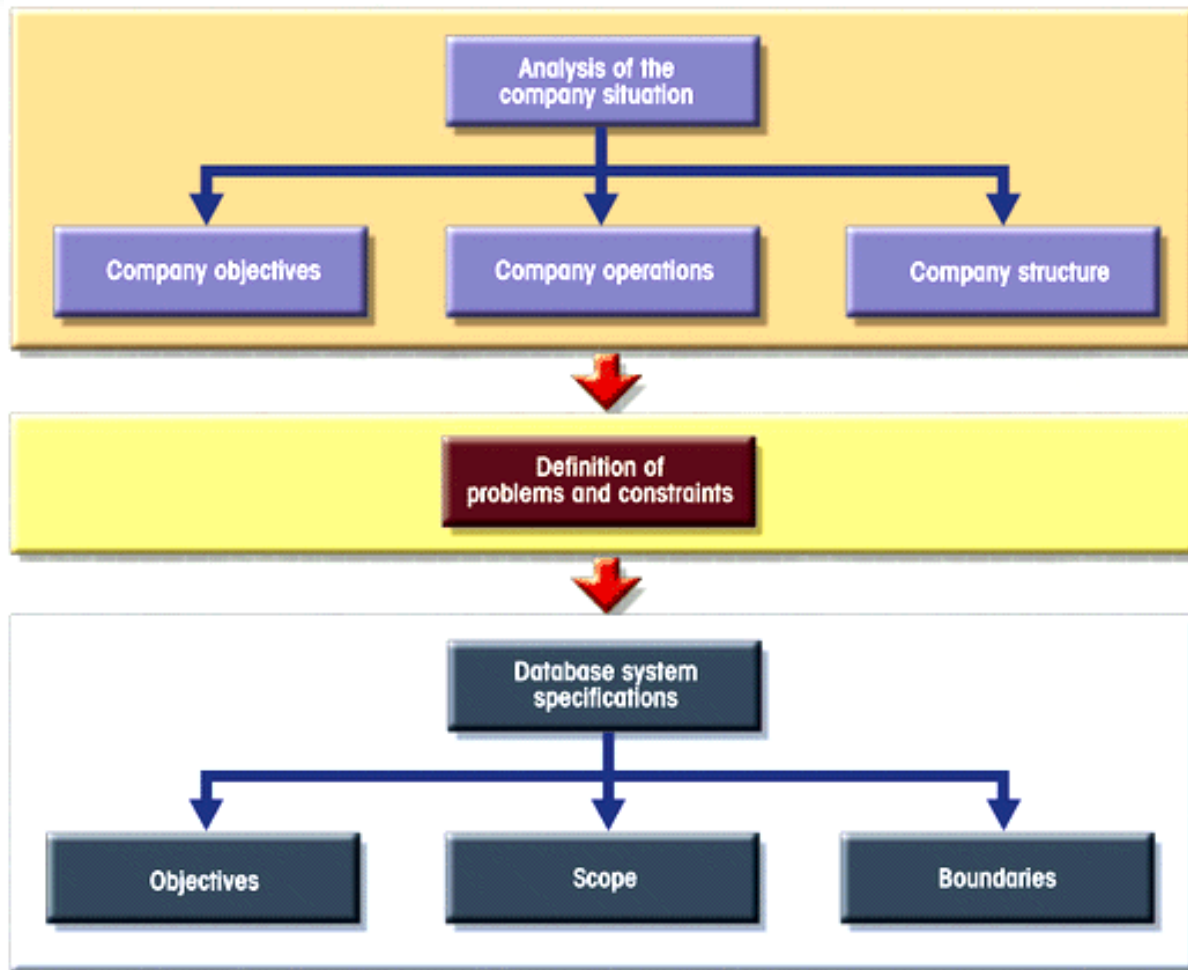 Analysis of the
company situation
Company objectives
Company operations
Company structure
Definition of
problems and constraints
Database system
specifications
Objectives
Scope
Boundaries